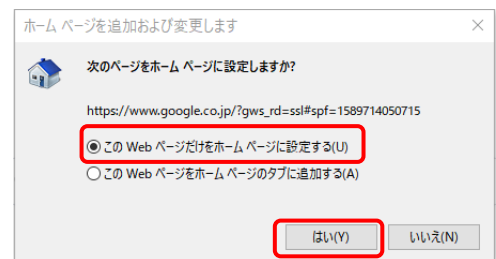 ホーム ページを追加および変更します
次のページをホーム ページに設定しますか?
https://www.google.co.jp/?gws_rd=ssl#spf=1589714050715
この Web ページだけをホーム ページに設定する(U)
この Web ページをホーム ページのタブに追加する(A)
はい(Y) いいえ(N)